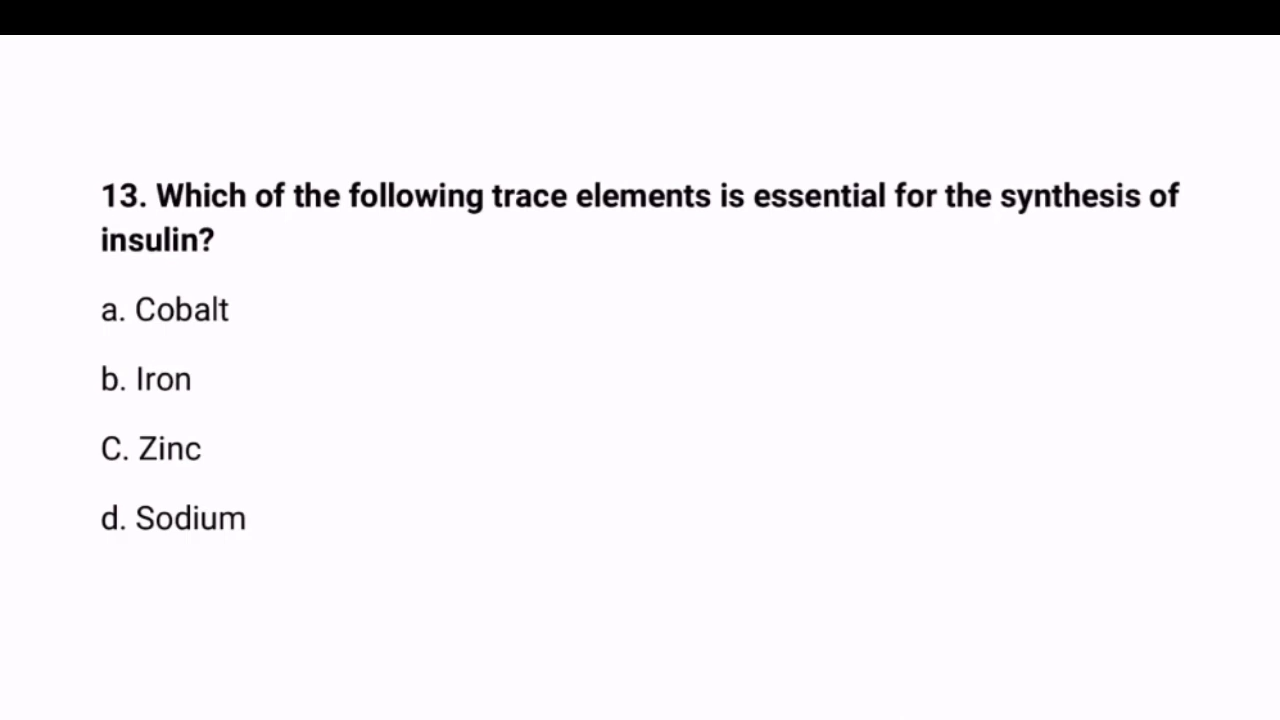 13. Which of the following trace elements is essential for the synthesis of
insulin?
a. Cobalt
b. Iron
C. Zinc
d. Sodium